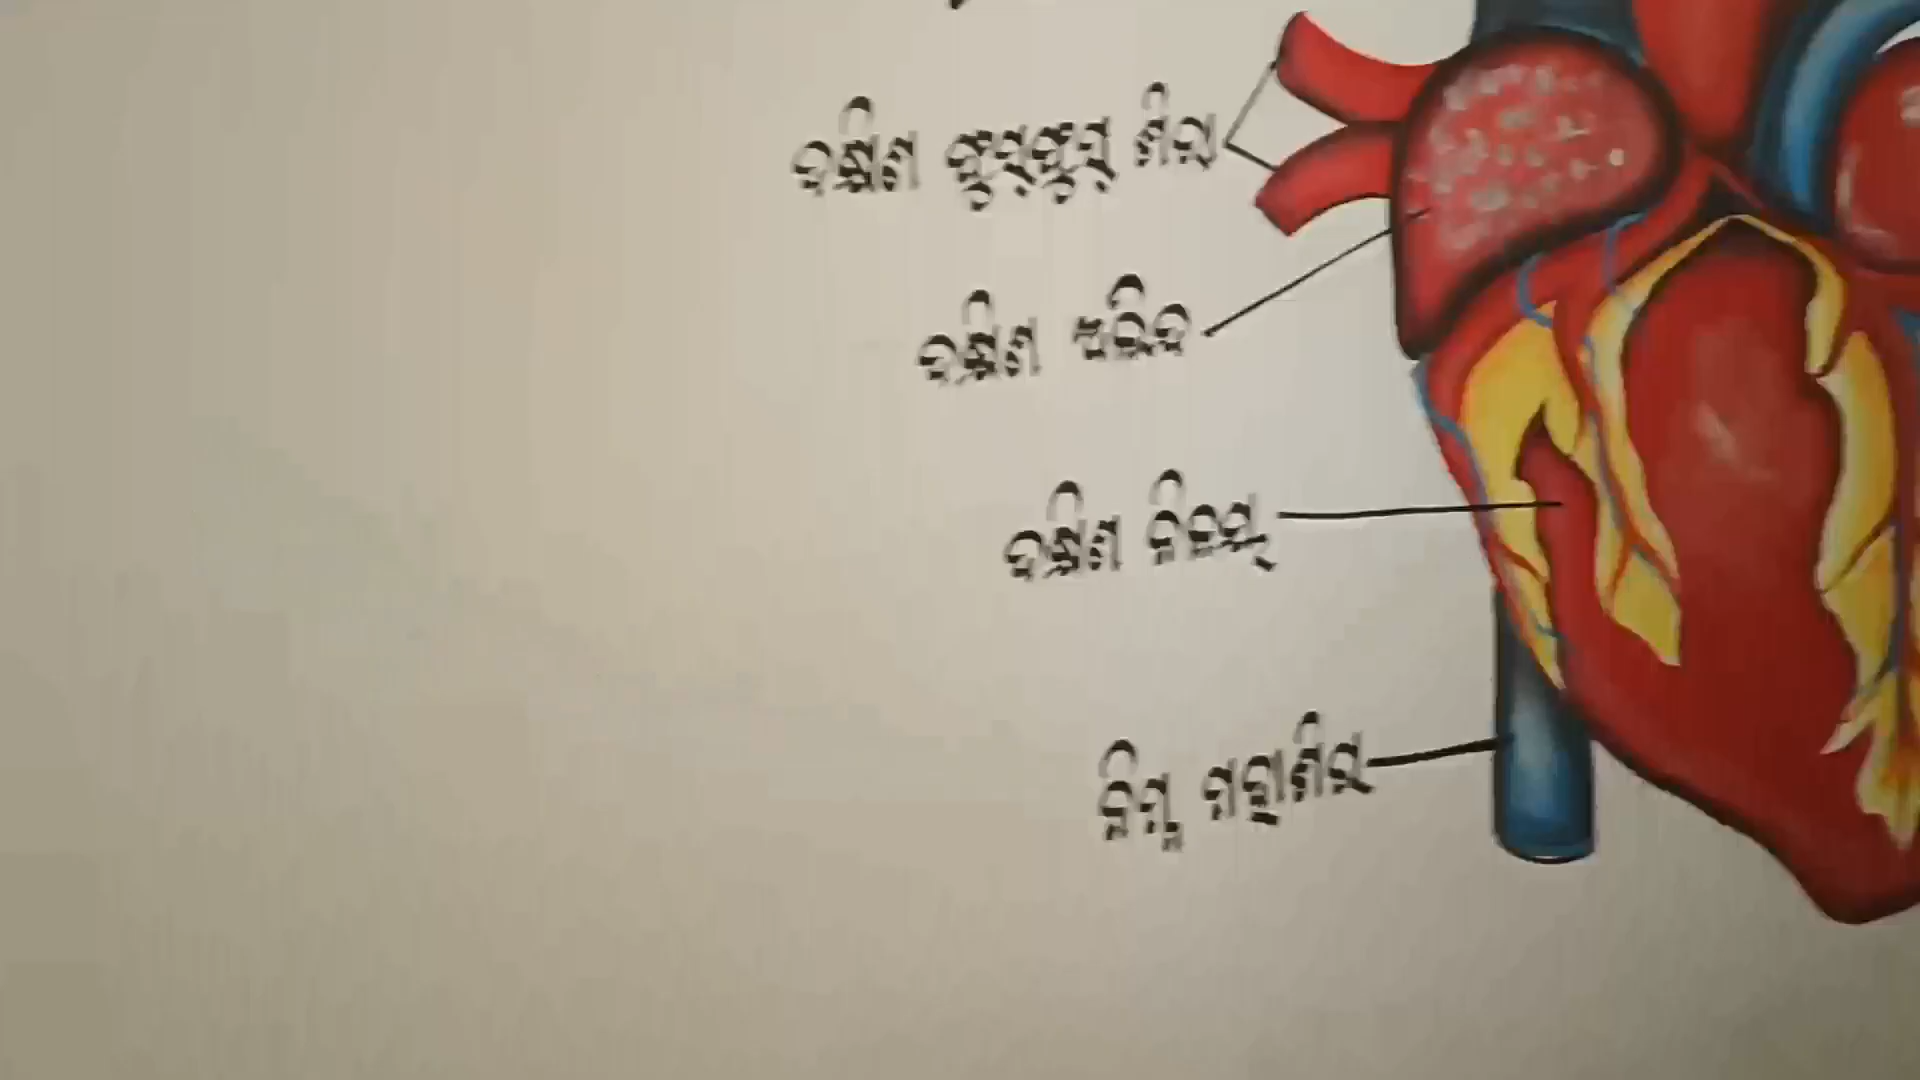 ଦକ୍ଷିଣ ଫୁସ୍‌ଫୁସ୍ ଶିରା
ଦକ୍ଷିଣ ଅଳିନ୍ଦ
ଦକ୍ଷିଣ ନିଳୟ
ନିମ୍ନ ମହାଶିରା